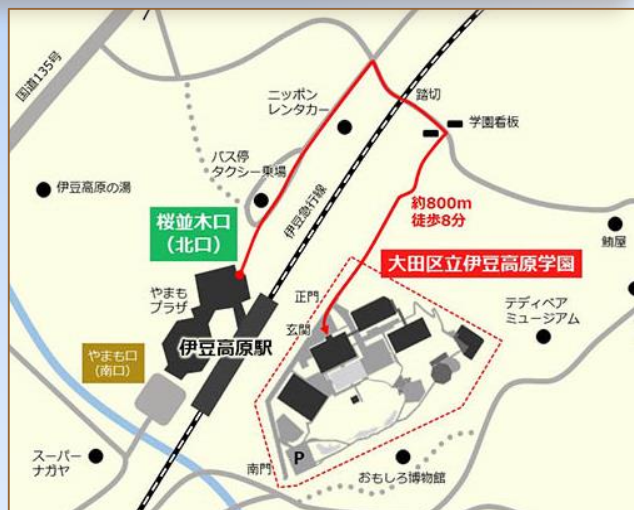 国道135号
ニッポン
レンタカー
踏切
学園看板
バス停
タクシー乗場
伊豆高原の湯
伊豆急行線
約800m
徒歩8分
桜並木口
（北口）
鮪屋
大田区立伊豆高原学園
やまも
プラザ
正門
玄関
テディベア
ミュージアム
伊豆高原駅
やまも口
（南口）
スーパー
ナガヤ
P
南門
おもしろ博物館